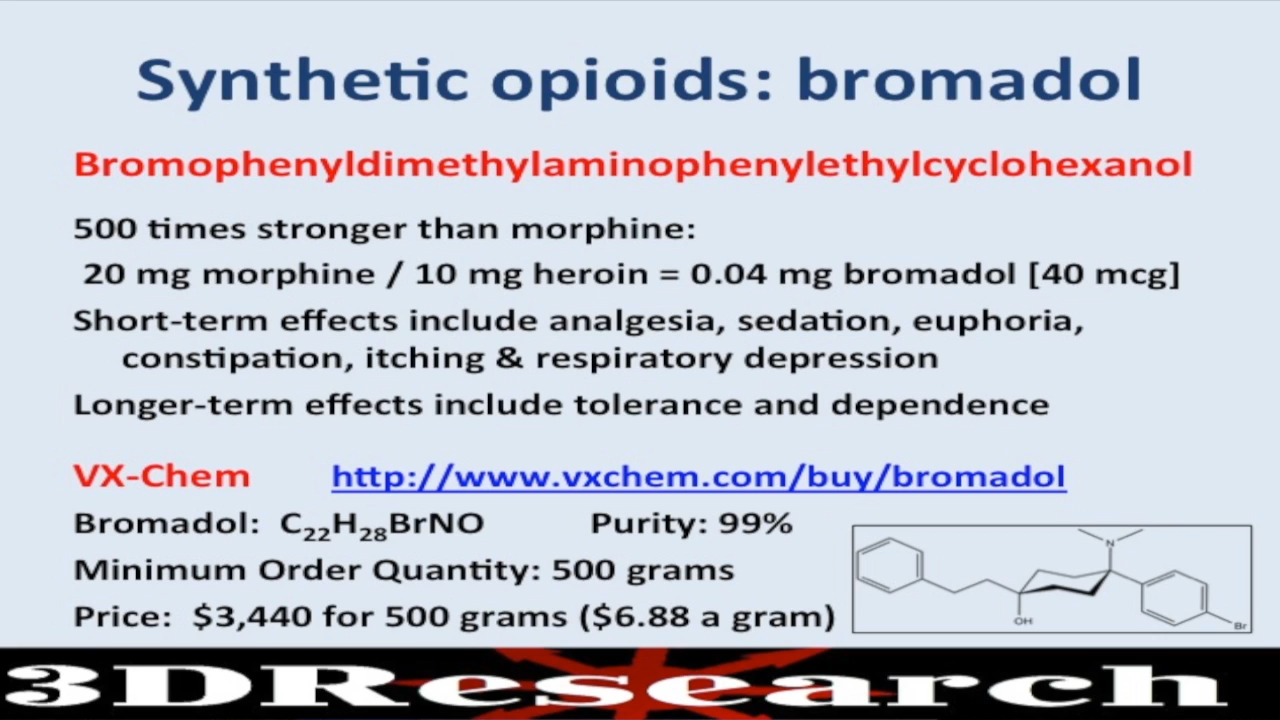 Synthetic opioids: bromadol
Bromophenyldimethylaminophenylethylcyclohexanol
500 times stronger than morphine:
20 mg morphine / 10 mg heroin = 0.04 mg bromadol [40 mcg]
Short-term effects include analgesia, sedation, euphoria,
constipation, itching & respiratory depression
Longer-term effects include tolerance and dependence
VX-Chem http://www.vxchem.com/buy/bromadol
Bromadol: C₂₂H₂₈BrNO Purity: 99%
Minimum Order Quantity: 500 grams
Price: $3,440 for 500 grams ($6.88 a gram)
N
OH
Br
3DResearch